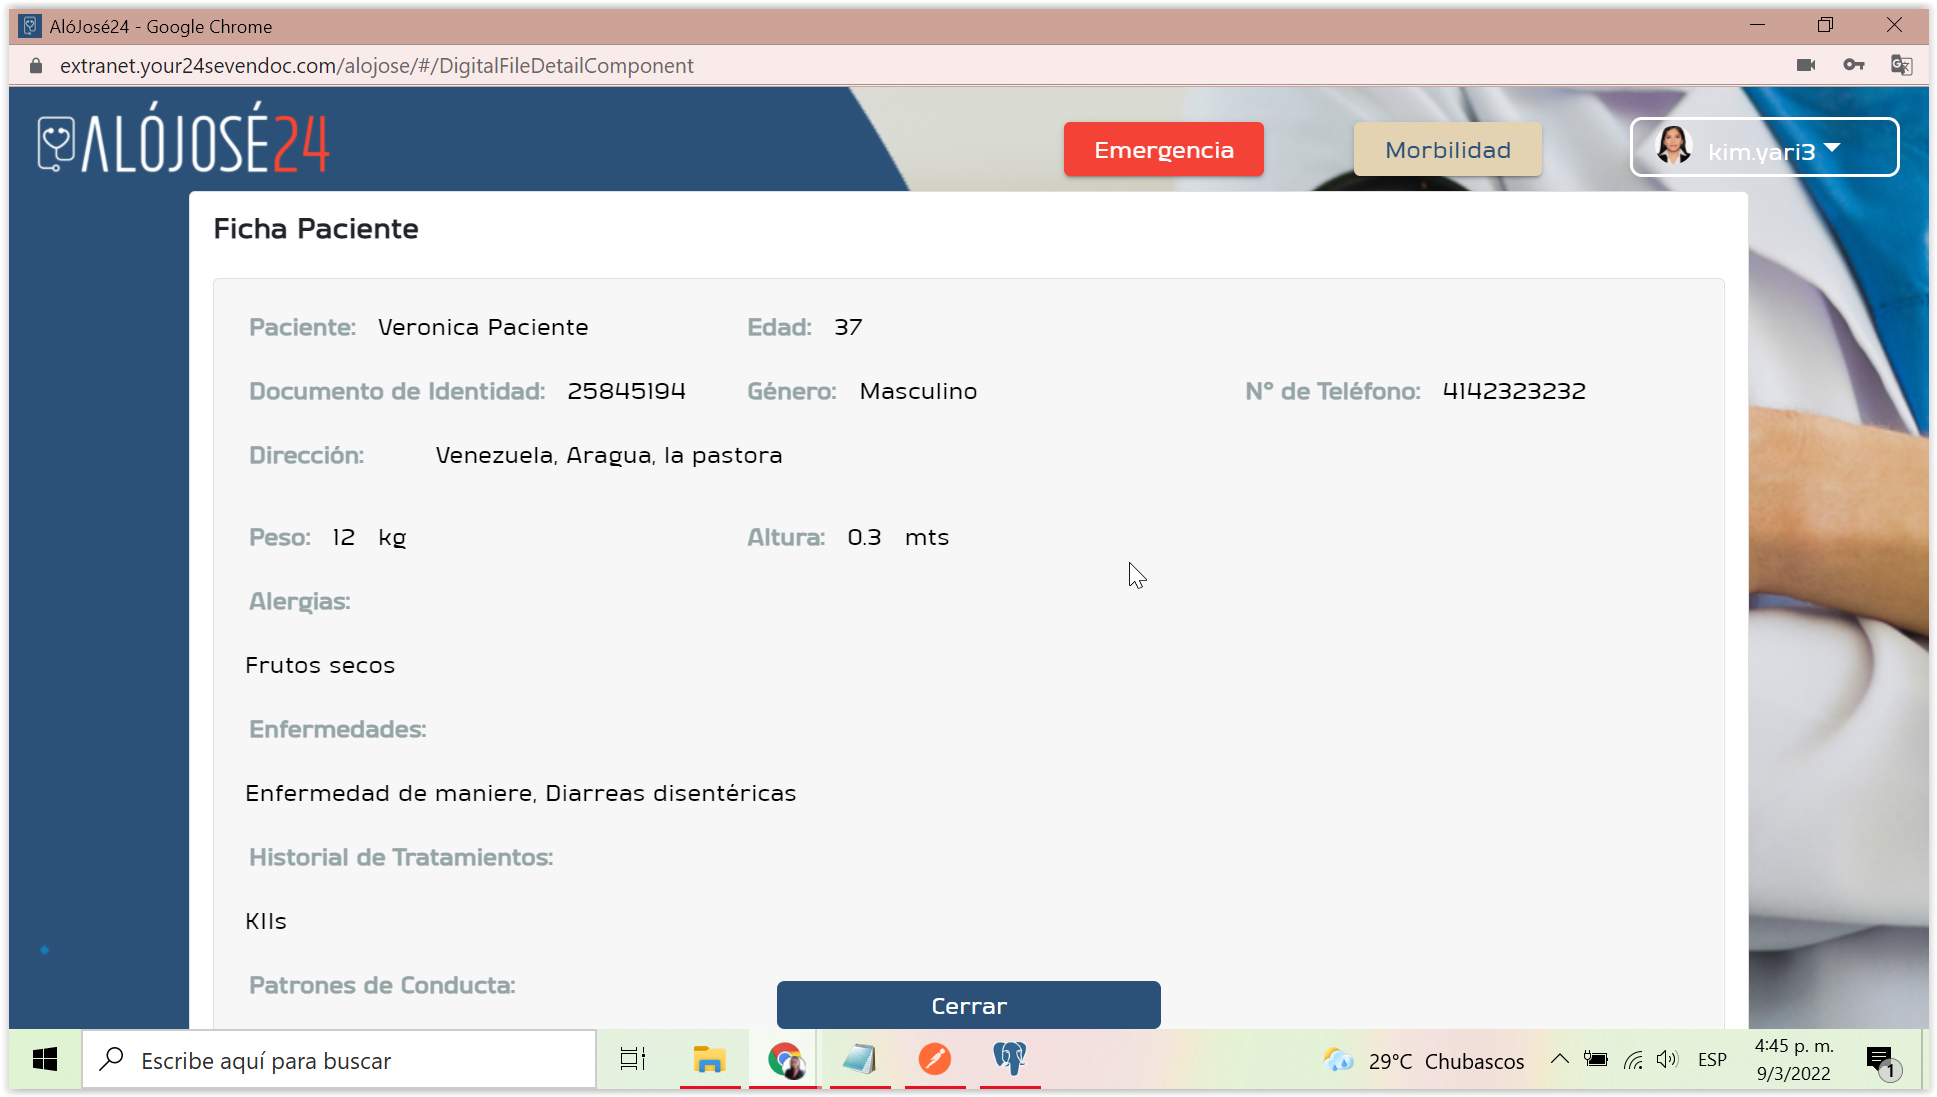 AlóJosé24 - Google Chrome
extranet.your24sevendoc.com/alojose/#/DigitalFileDetailComponent
ALÓJOSÉ24
Emergencia
Morbilidad
kim.yari3
Ficha Paciente
Paciente: Veronica Paciente Edad: 37
Documento de Identidad: 25845194 Género: Masculino N° de Teléfono: 4142323232
Dirección: Venezuela, Aragua, la pastora
Peso: 12 kg Altura: 0.3 mts
Alergias:
Frutos secos
Enfermedades:
Enfermedad de maniere, Diarreas disentéricas
Historial de Tratamientos:
Patrones de Conducta:
Cerrar
Escribe aquí para buscar
29°C Chubascos
ESP
4:45 p. m.
9/3/2022
1